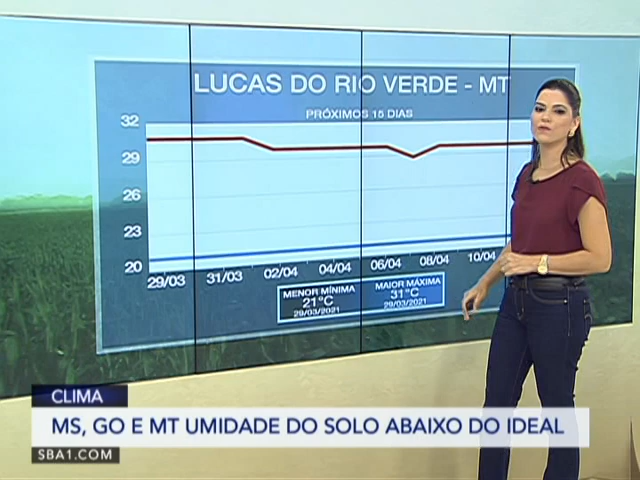 LUCAS DO RIO VERDE - MT
PRÓXIMOS 15 DIAS
32
29
26
23
20
29/03 31/03 02/04 04/04 06/04 08/04 10/04
MENOR MÍNIMA
21°C
29/03/2021
MAIOR MÁXIMA
31°C
29/03/2021
CLIMA
MS, GO E MT UMIDADE DO SOLO ABAIXO DO IDEAL
SBA1.COM